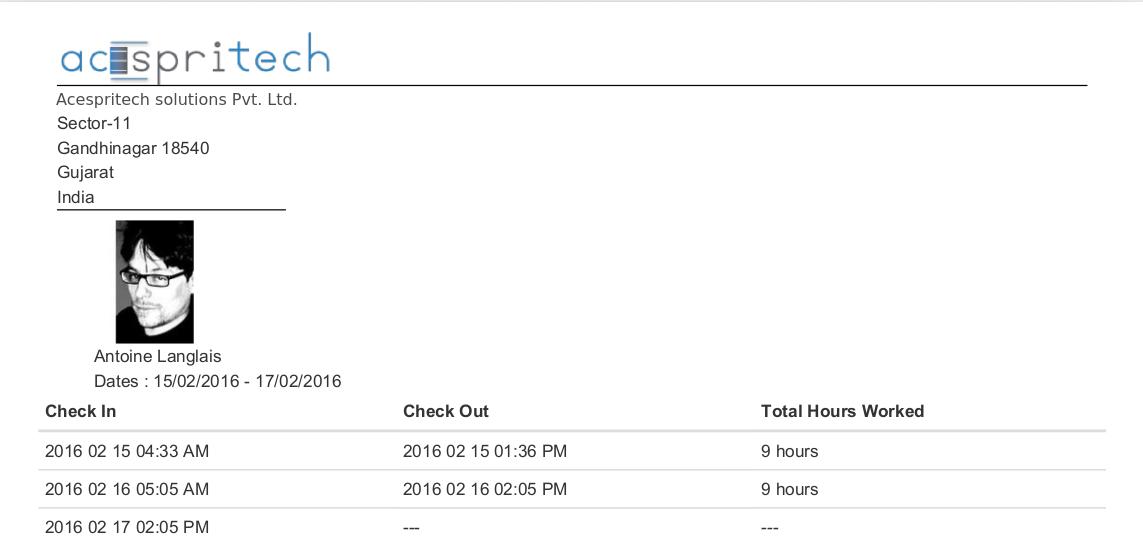 acespritech
Acespritech solutions Pvt. Ltd.
Sector-11
Gandhinagar 18540
Gujarat
India
Antoine Langlais
Dates : 15/02/2016 - 17/02/2016
Check In Check Out Total Hours Worked
2016 02 15 04:33 AM 2016 02 15 01:36 PM 9 hours
2016 02 16 05:05 AM 2016 02 16 02:05 PM 9 hours
2016 02 17 02:05 PM --- ---